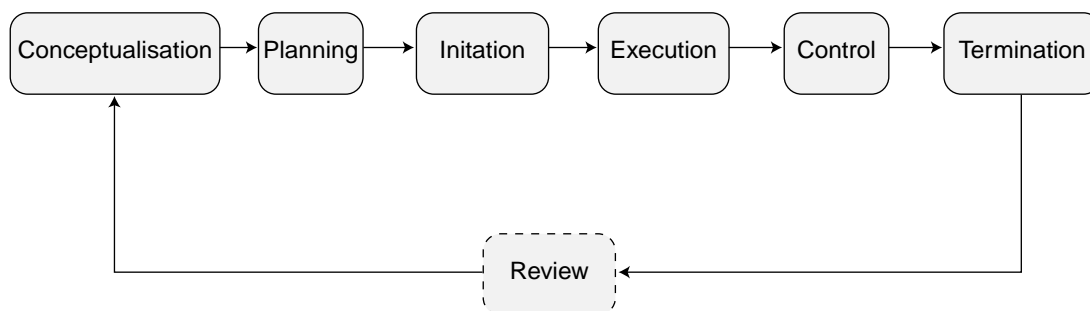 Conceptualisation
Planning
Initation
Execution
Control
Termination
Review